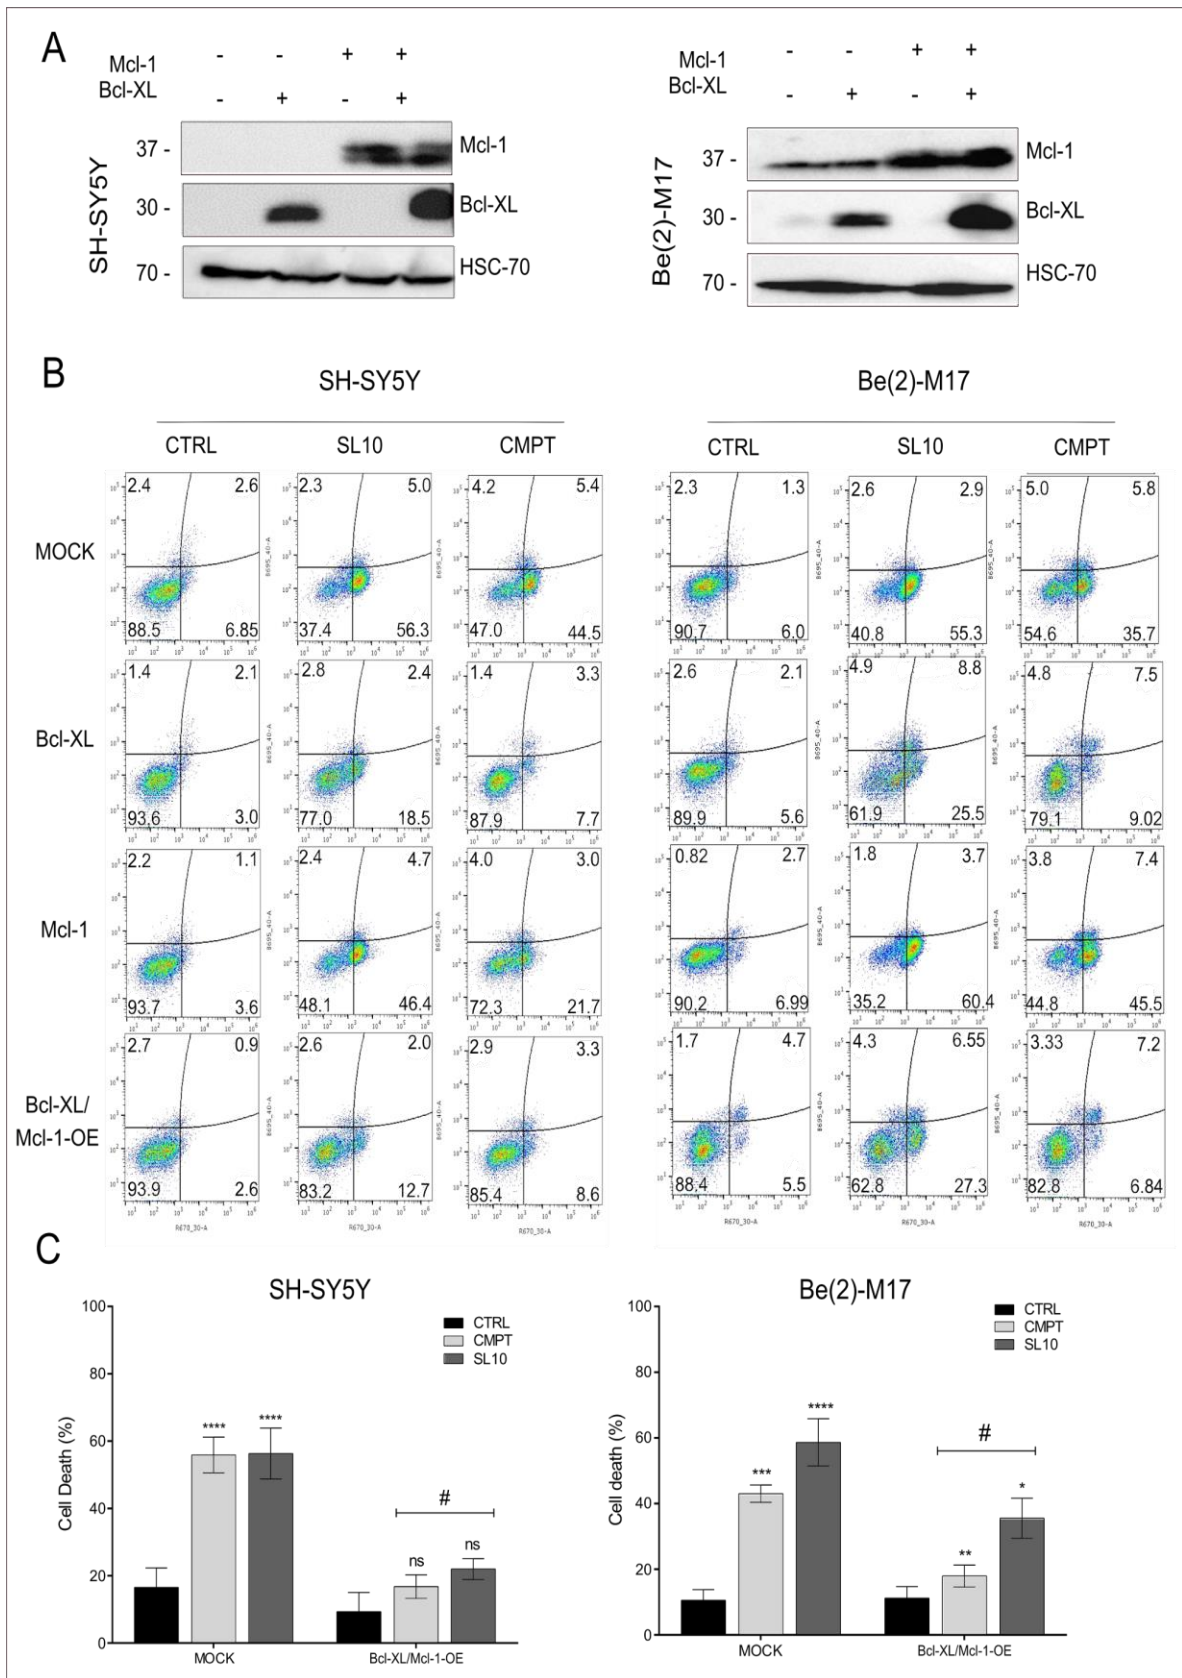 A
Mcl-1 - - + +
Bcl-XL - + - +
SH-SY5Y
37 - Mcl-1
30 - Bcl-XL
70 - HSC-70
Mcl-1 - - + +
Bcl-XL - + - +
Be(2)-M17
37 - Mcl-1
30 - Bcl-XL
70 - HSC-70
B
SH-SY5Y Be(2)-M17
CTRL SL10 CMPT CTRL SL10 CMPT
MOCK
2.4 2.6 2.3 5.0 4.2 5.4 2.3 1.3 2.6 2.9 5.0 5.8
88.5 6.85 37.4 56.3 47.0 44.5 90.7 6.0 40.8 55.3 54.6 35.7
Bcl-XL
1.4 2.1 2.8 2.4 1.4 3.3 2.6 2.1 4.9 8.8 4.8 7.5
93.6 3.0 77.0 18.5 87.9 7.7 89.9 5.6 61.9 25.5 79.1 9.02
Mcl-1
2.2 1.1 2.4 4.7 4.0 3.0 0.82 2.7 1.8 3.7 3.8 7.4
93.7 3.6 48.1 46.4 72.3 21.7 90.2 6.99 35.2 60.4 44.8 45.5
Bcl-XL/
Mcl-1-OE
2.7 0.9 2.6 2.0 2.9 3.3 1.7 4.7 4.3 6.55 3.33 7.2
93.9 2.6 83.2 12.7 85.4 8.6 88.4 5.5 62.8 27.3 82.8 6.84
R670_30-A R670_30-A R670_30-A R670_30-A
C
SH-SY5Y
CTRL
CMPT
SL10
Cell Death (%)
100
80
60
40
20
0
**** ****
#
ns ns
MOCK Bcl-XL/Mcl-1-OE
Be(2)-M17
CTRL
CMPT
SL10
Cell death (%)
100
80
60
40
20
0
*** ****
#
** *
MOCK Bcl-XL/Mcl-1-OE